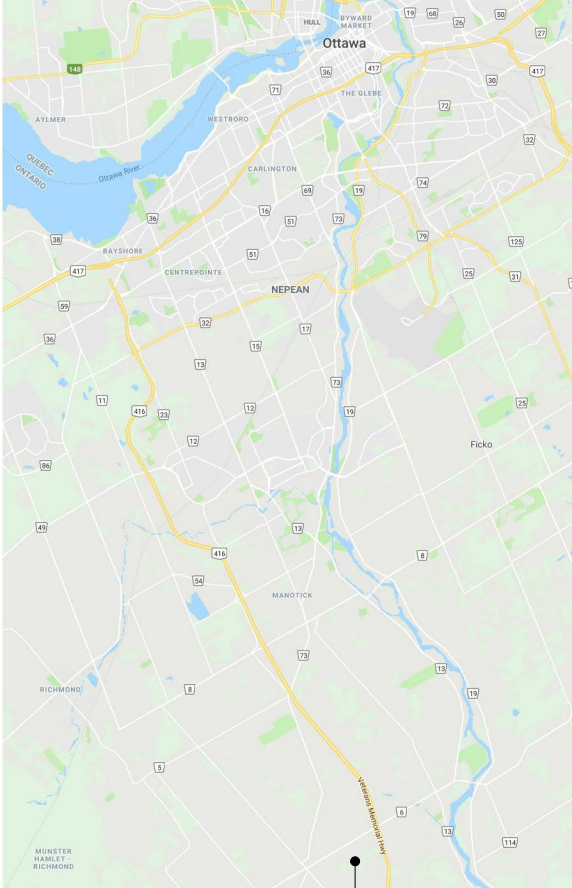 19
68
50
HULL
BYWARD
MARKET
26
27
Ottawa
148
36
417
417
30
71
THE GLEBE
72
AYLMER
WESTBORO
32
QUEBEC
ONTARIO
Ottawa River
CARLINGTON
74
69
19
36
16
51
73
38
79
125
BAYSHORE
51
417
CENTREPOINTE
25
31
NEPEAN
59
32
17
36
15
13
73
11
12
25
416
23
19
12
Ficko
86
49
13
416
8
54
MANOTICK
73
13
RICHMOND
8
19
5
Veterans Memorial Hwy
6
13
114
MUNSTER
HAMLET -
RICHMOND